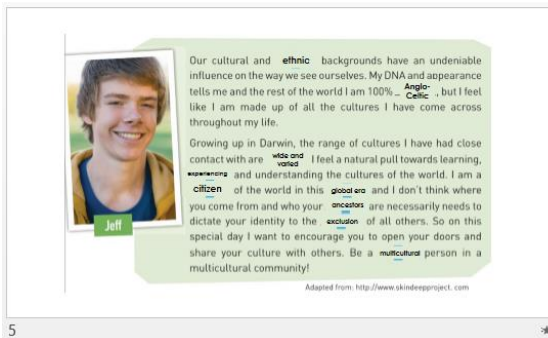 Our cultural and ethnic backgrounds have an undeniable
influence on the way we see ourselves. My DNA and appearance
tells me and the rest of the world I am 100% Anglo-Celtic , but I feel
like I am made up of all the cultures I have come across
throughout my life.
Growing up in Darwin, the range of cultures I have had close
contact with are wide and varied I feel a natural pull towards learning,
experiencing and understanding the cultures of the world. I am a
citizen of the world in this global era and I don't think where
you come from and who your ancestors are necessarily needs to
dictate your identity to the exclusion of all others. So on this
special day I want to encourage you to open your doors and
share your culture with others. Be a multicultural person in a
multicultural community!
Jeff
Adapted from: http://www.skindeepproject. com
5